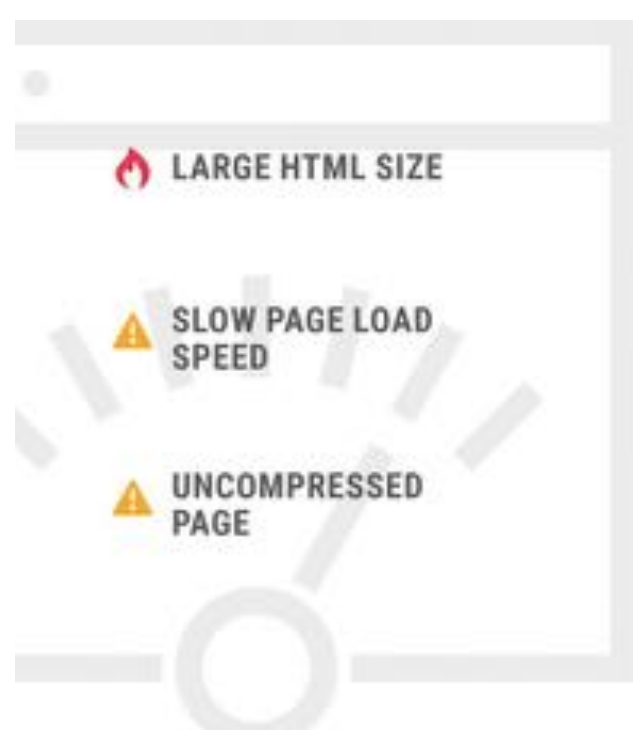 LARGE HTML SIZE
SLOW PAGE LOAD
SPEED
UNCOMPRESSED
PAGE